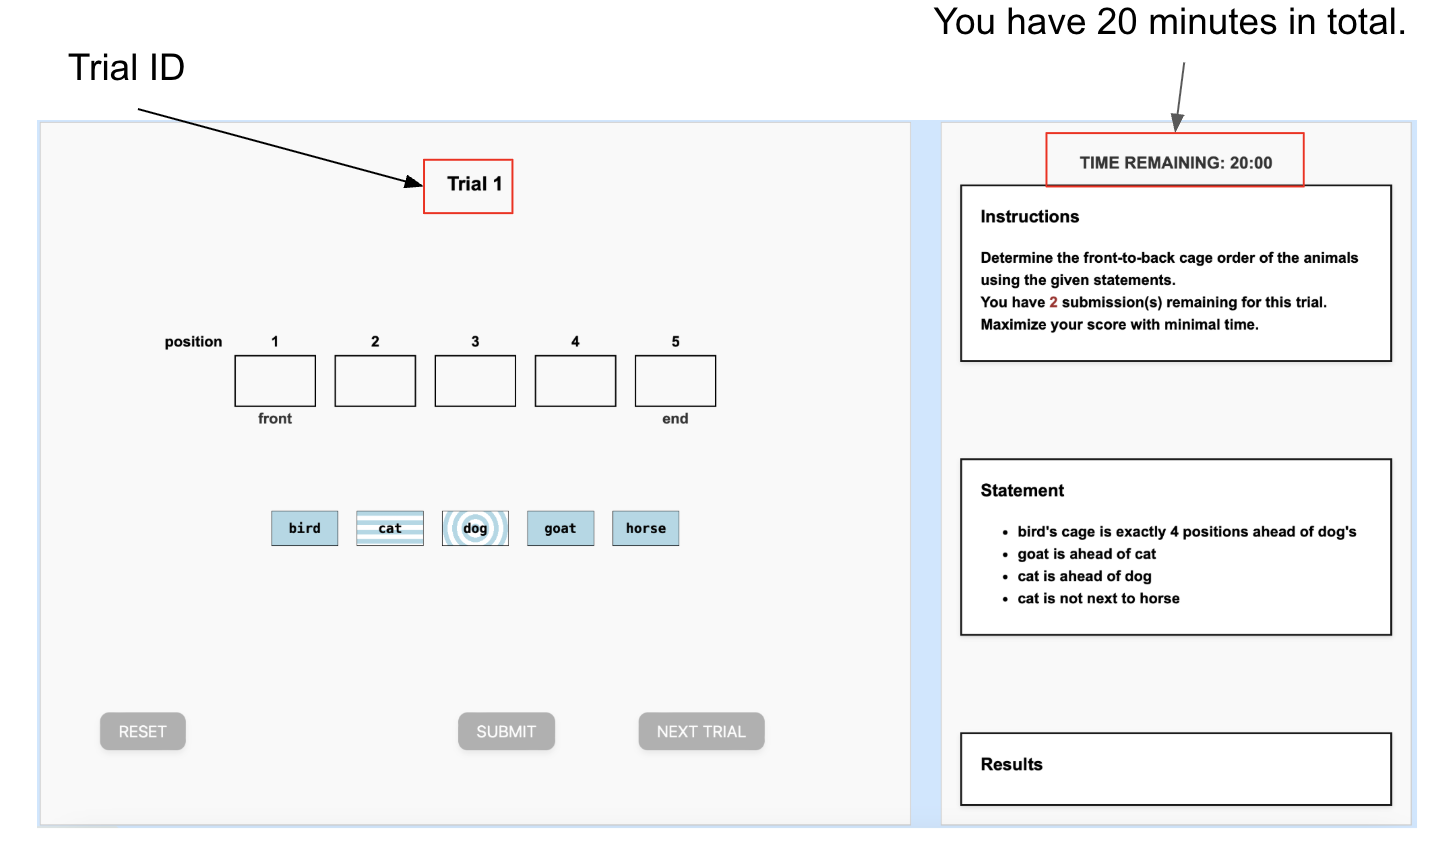 You have 20 minutes in total.
Trial ID
Trial 1
position 1 2 3 4 5
front end
bird cat dog goat horse
RESET SUBMIT NEXT TRIAL
TIME REMAINING: 20:00
Instructions
Determine the front-to-back cage order of the animals
using the given statements.
You have 2 submission(s) remaining for this trial.
Maximize your score with minimal time.
Statement
• bird's cage is exactly 4 positions ahead of dog's
• goat is ahead of cat
• cat is ahead of dog
• cat is not next to horse
Results